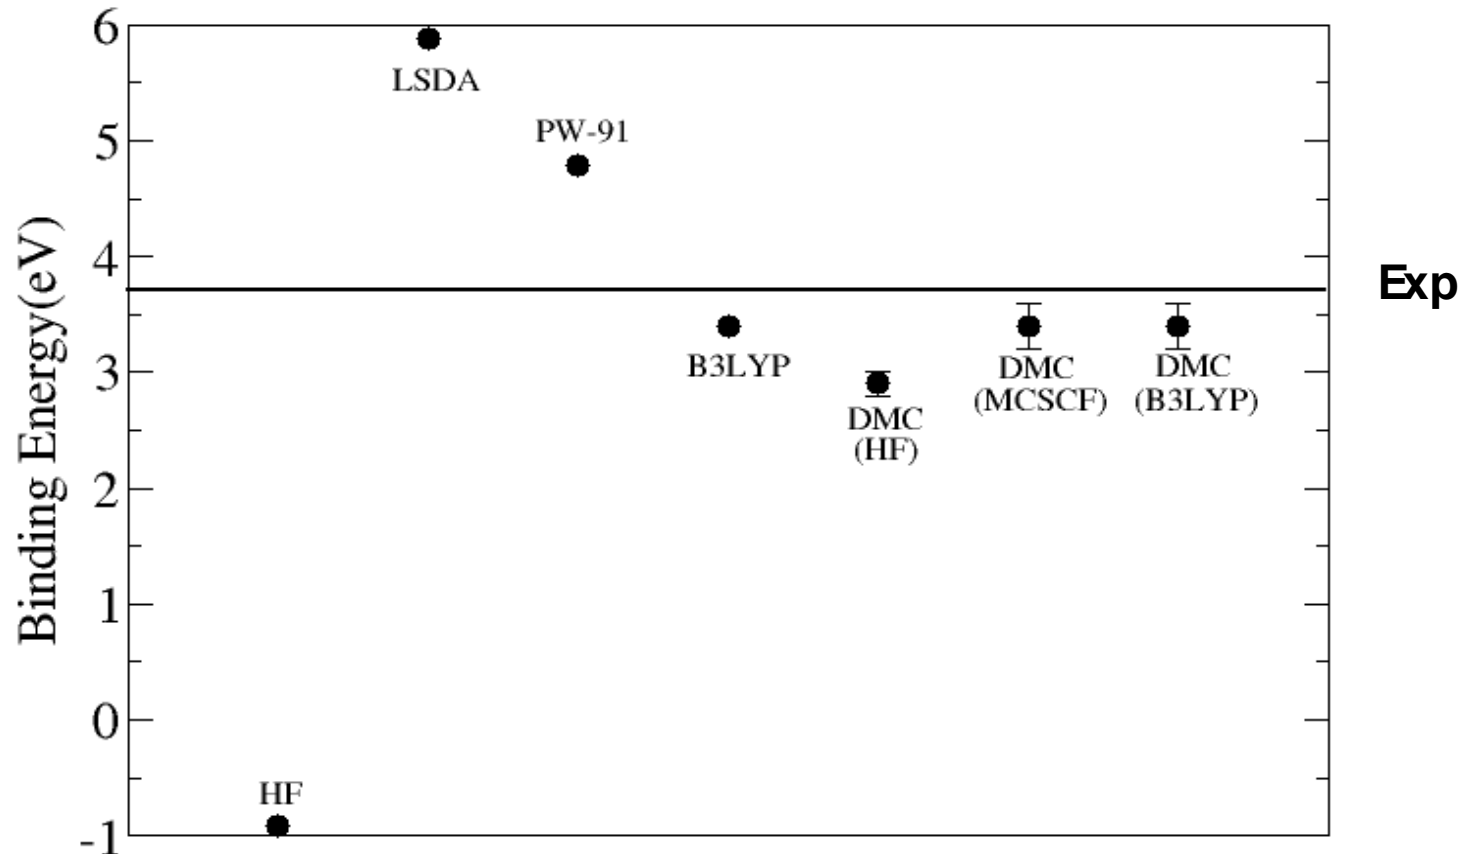 6
LSDA
PW-91
5
4
Exp
Binding Energy(eV)
B3LYP
3
DMC
(HF)
DMC
(MCSCF)
DMC
(B3LYP)
2
1
0
HF
-1